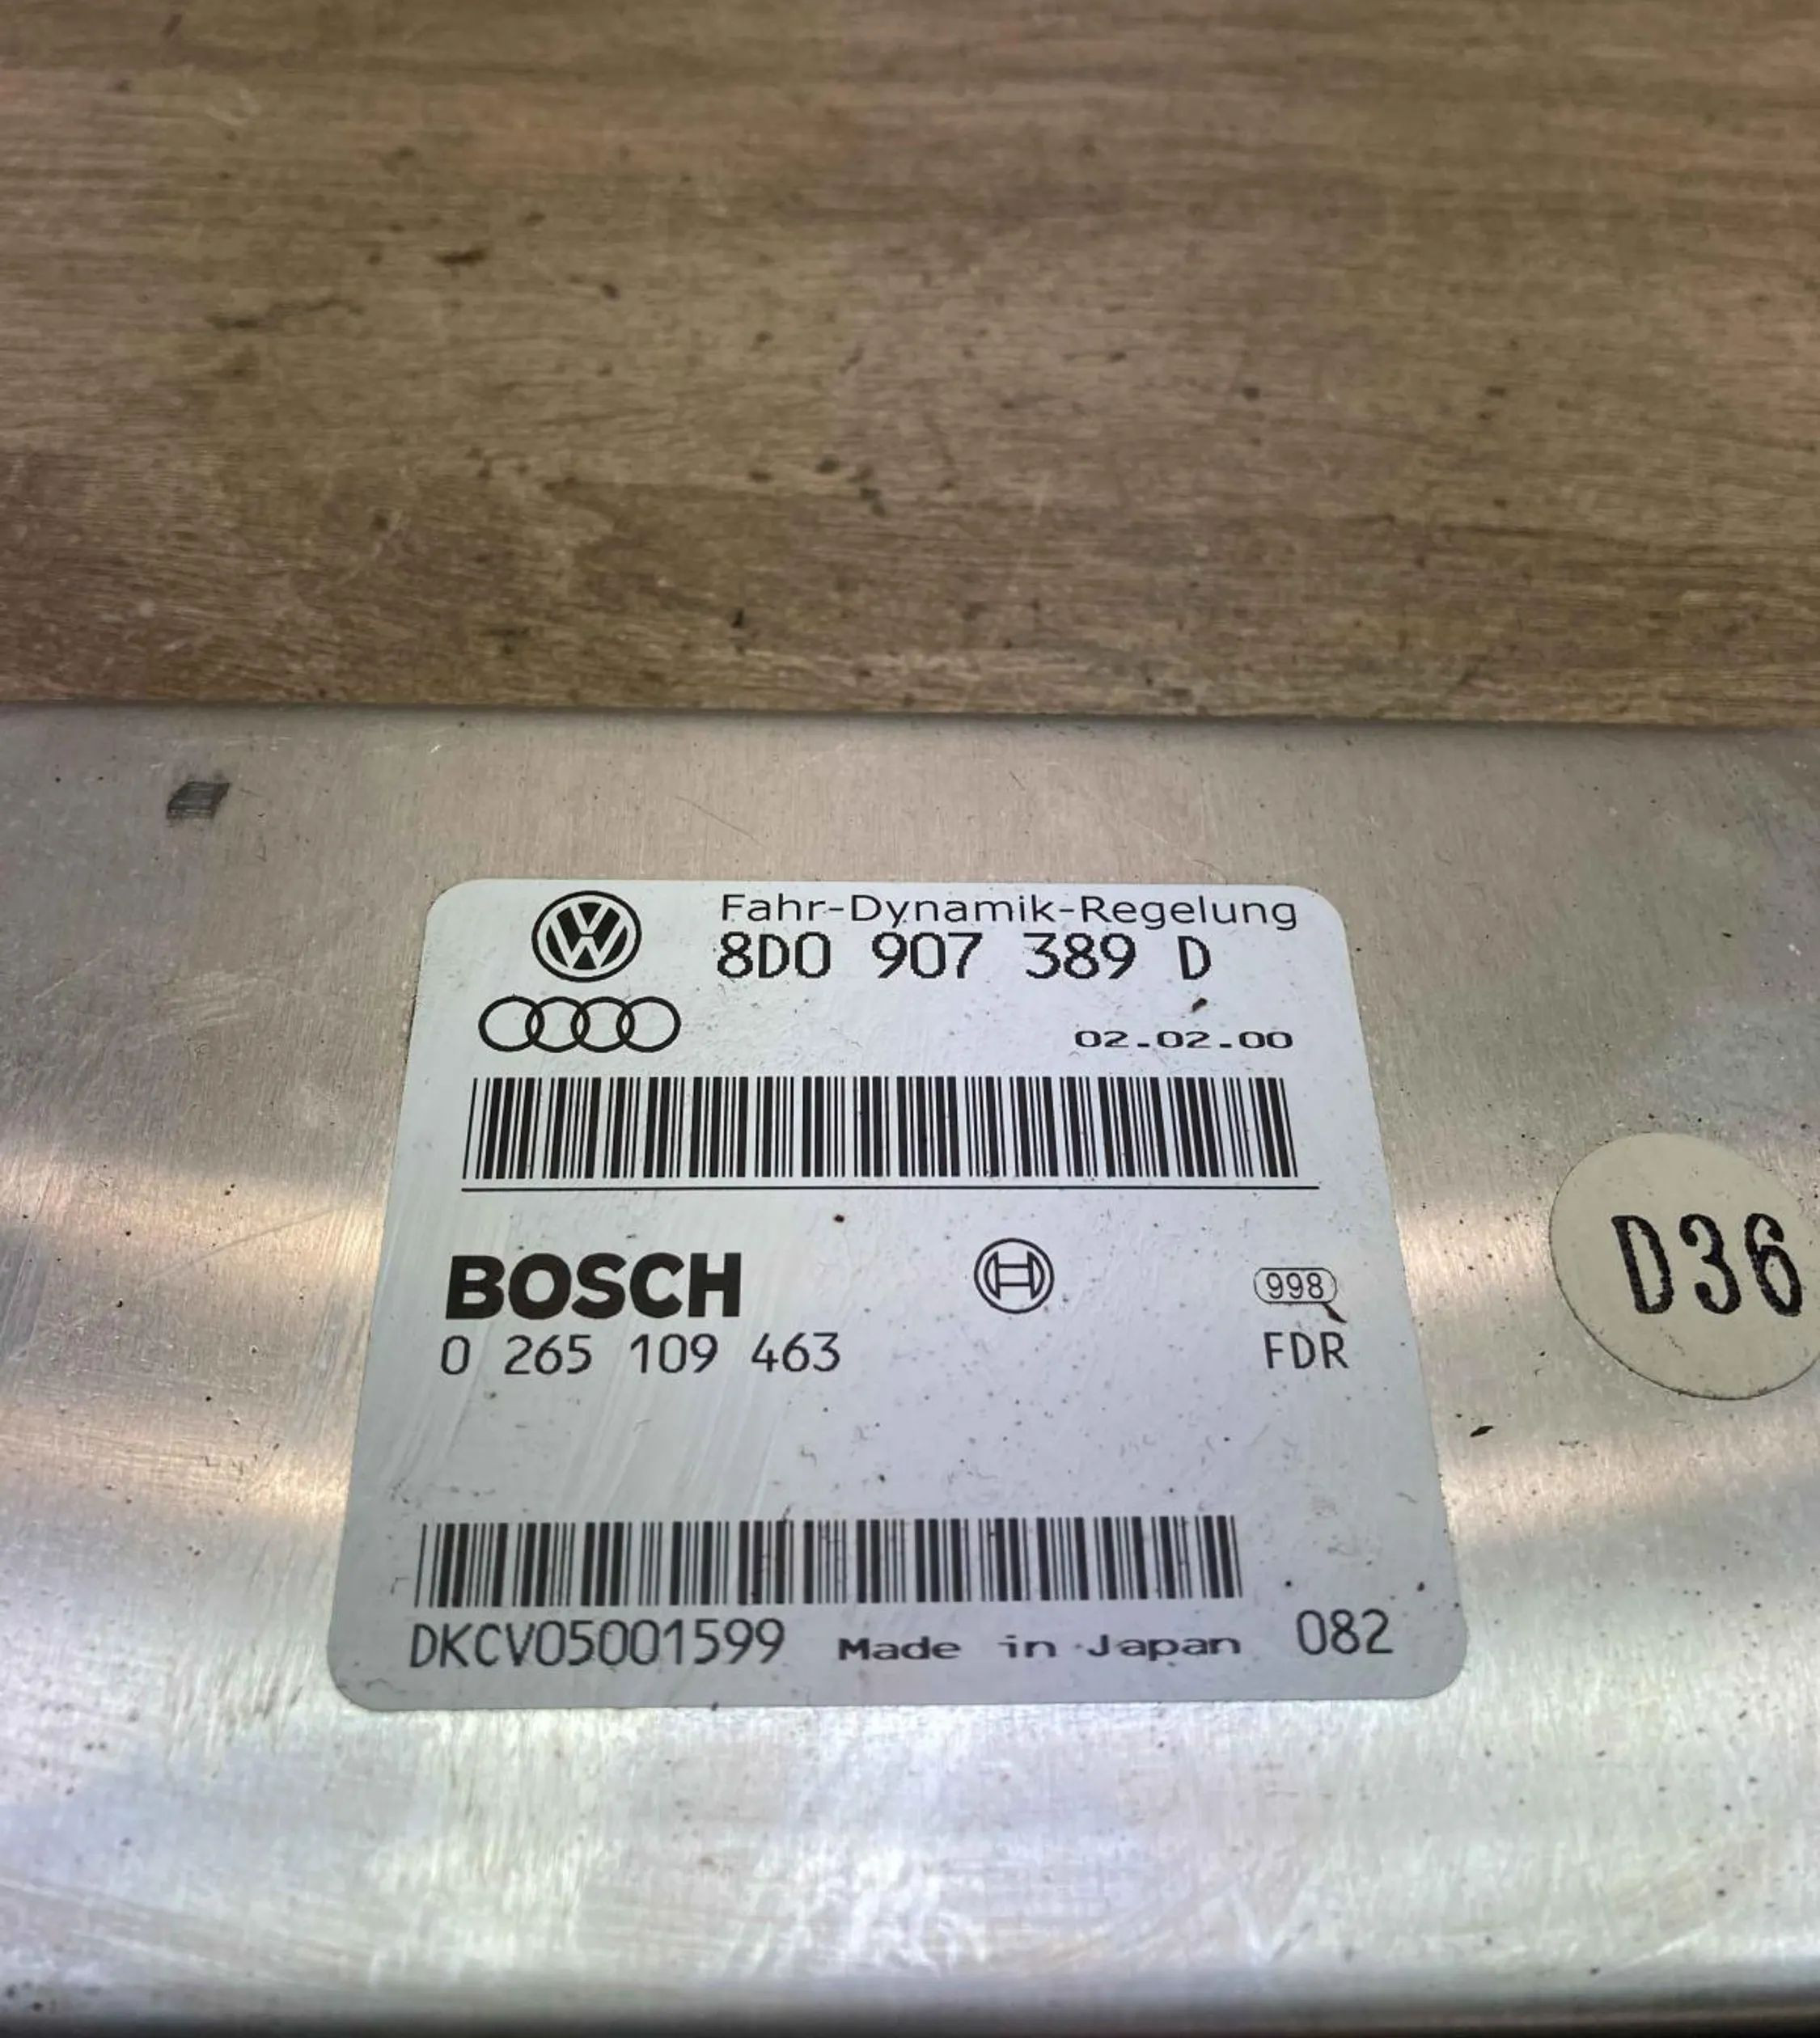 Fahr-Dynamik-Regelung
8D0 907 389 D
02.02.00
BOSCH
998
0 265 109 463
FDR
D36
DKCV05001599 Made in Japan 082